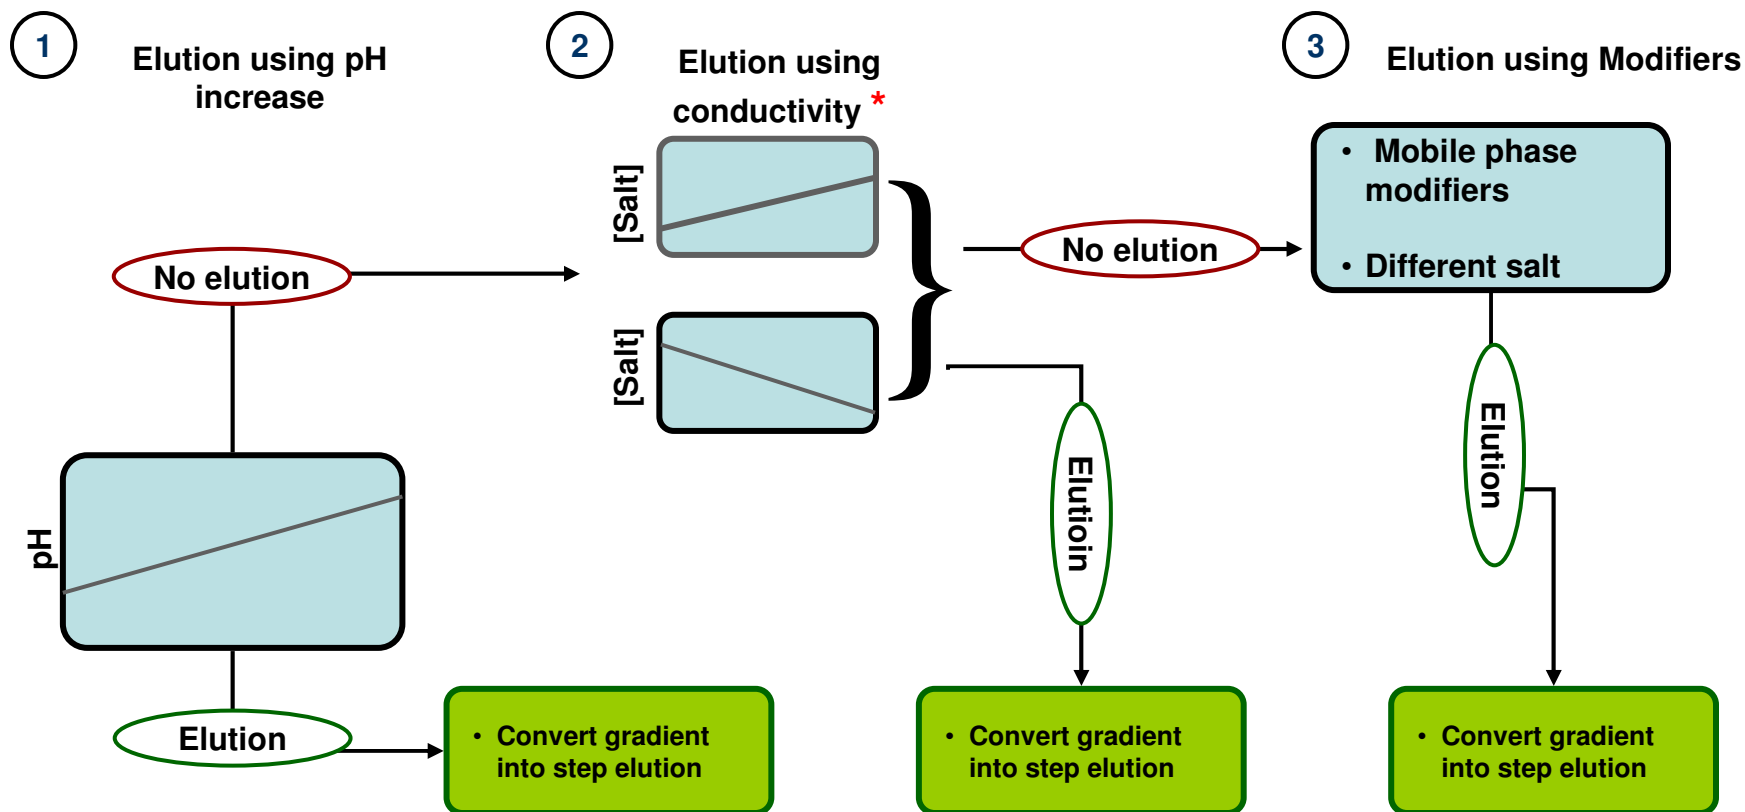 1
Elution using pH
increase
2
Elution using
conductivity *
3
Elution using Modifiers
[Salt]
[Salt]
No elution
No elution
• Mobile phase
modifiers
• Different salt
pH
Elution
Elutioin
Elution
• Convert gradient
into step elution
• Convert gradient
into step elution
• Convert gradient
into step elution